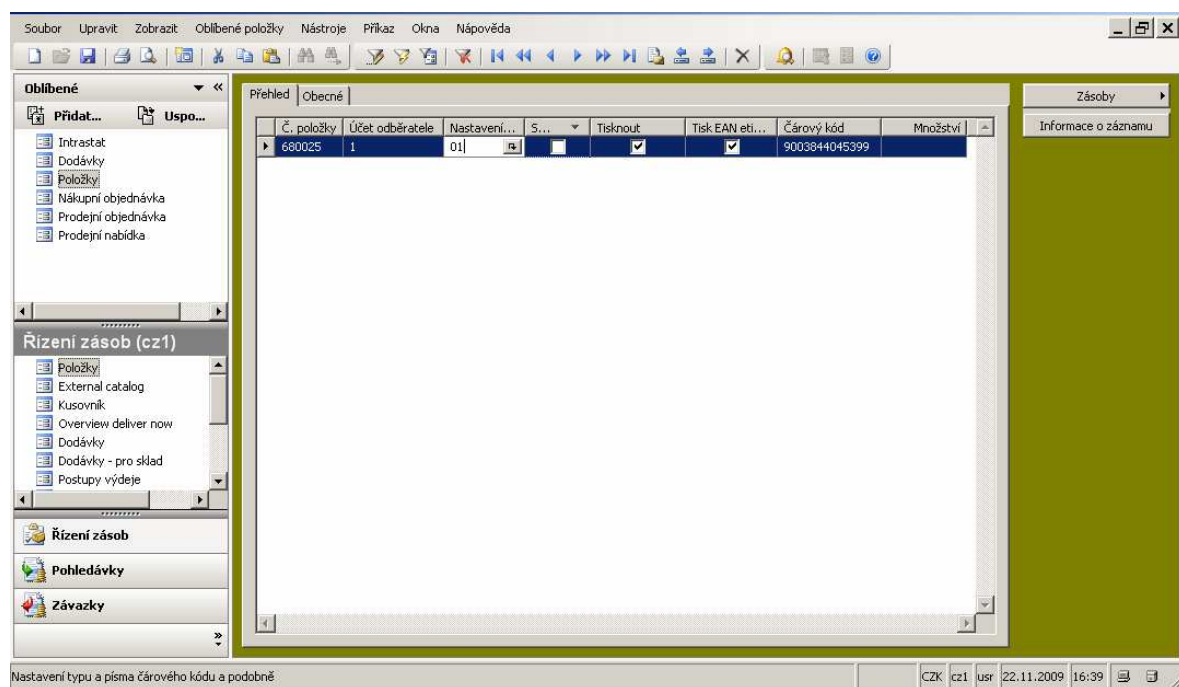 Soubor Upravit Zobrazit Oblíbené položky Nástroje Příkaz Okna Nápověda
Oblíbené
Přidat... Uspo...
Intrastat
Dodávky
Položky
Nákupní objednávka
Prodejní objednávka
Prodejní nabídka
Řízení zásob (cz1)
Položky
External catalog
Kusovník
Overview deliver now
Dodávky
Dodávky - pro sklad
Postupy výdeje
Řízení zásob
Pohledávky
Závazky
Přehled Obecné
Č. položky Účet odběratele Nastavení... S... Tisknout Tisk EAN eti... Čárový kód Množství
680025 1 01 9003844045399
Zásoby
Informace o záznamu
Nastavení typu a písma čárového kódu a podobně
CZK cz1 usr 22.11.2009 16:39